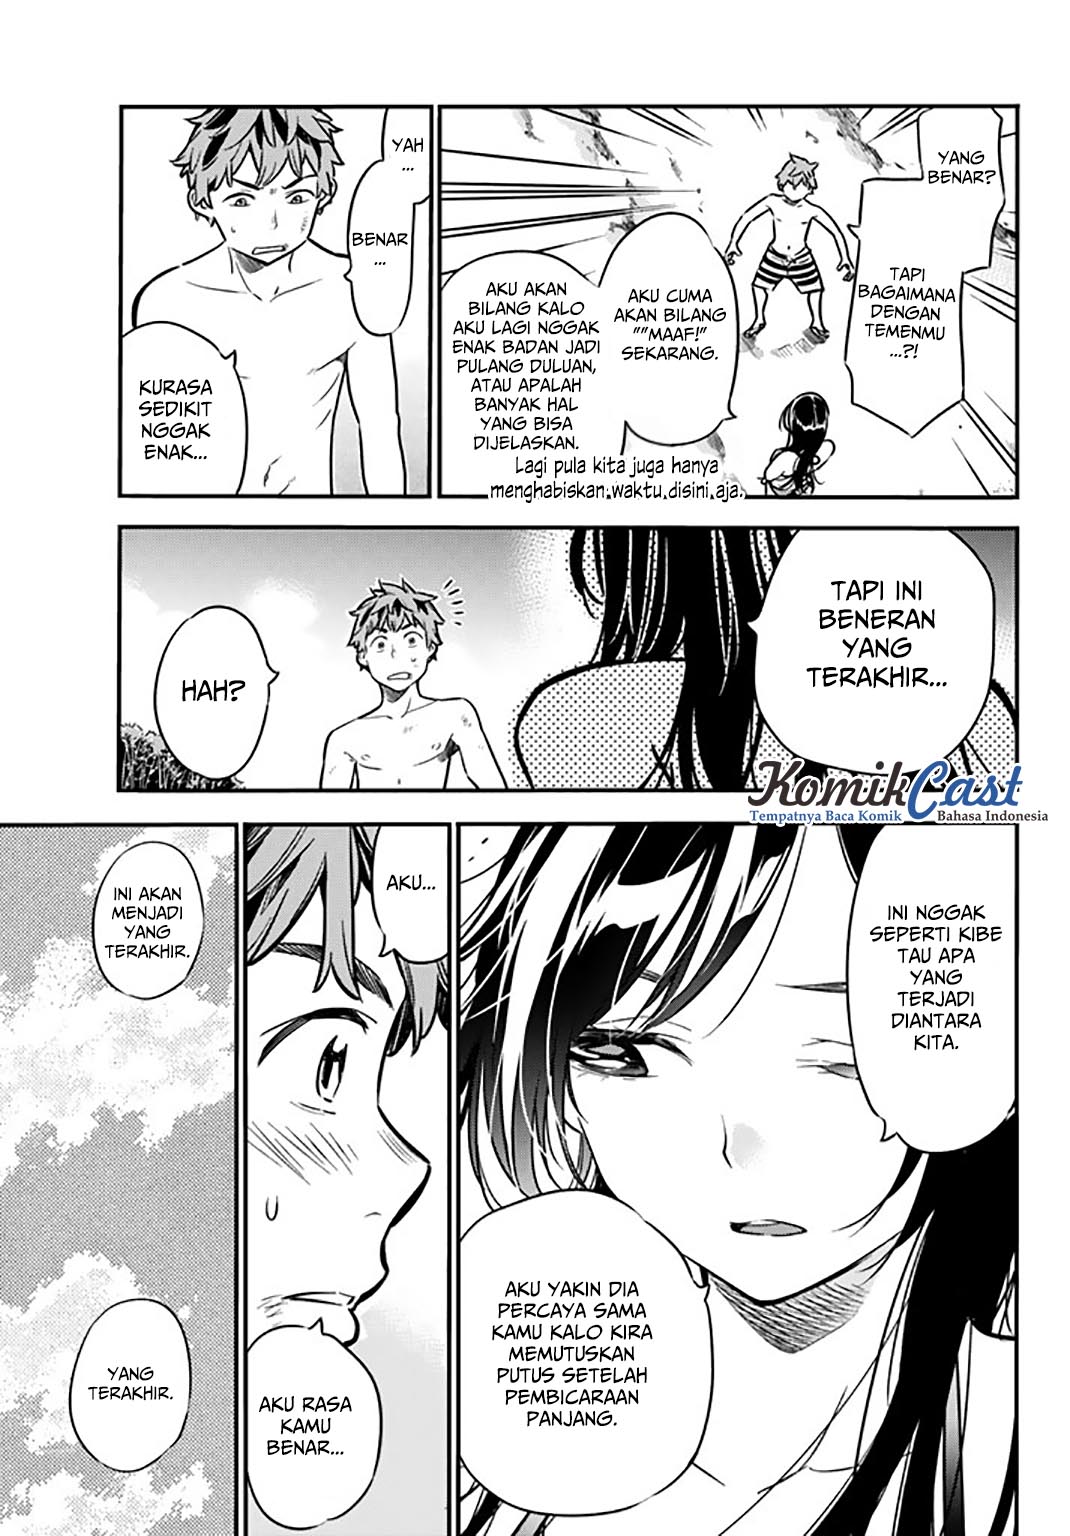 YANG
BENAR?
TAPI
BAGAIMANA
DENGAN
TEMENMU
...?!
AKU CUMA
AKAN BILANG
""MAAF!"
SEKARANG.
AKU AKAN
BILANG KALO
AKU LAGI NGGAK
ENAK BADAN JADI
PULANG DULUAN,
ATAU APALAH
BANYAK HAL
YANG BISA
DIJELASKAN.
Lagi pula kita juga hanya
menghabiskan waktu disini aja.
YAH
...
BENAR
...
KURASA
SEDIKIT
NGGAK
ENAK...
TAPI INI
BENERAN
YANG
TERAKHIR...
HAH?
KomikCast
Tempatnya Baca Komik Bahasa Indonesia
INI NGGAK
SEPERTI KIBE
TAU APA
YANG
TERJADI
DIANTARA
KITA.
AKU YAKIN DIA
PERCAYA SAMA
KAMU KALO KIRA
MEMUTUSKAN
PUTUS SETELAH
PEMBICARAAN
PANJANG.
AKU...
AKU RASA
KAMU
BENAR...
INI AKAN
MENJADI
YANG
TERAKHIR.
YANG
TERAKHIR.